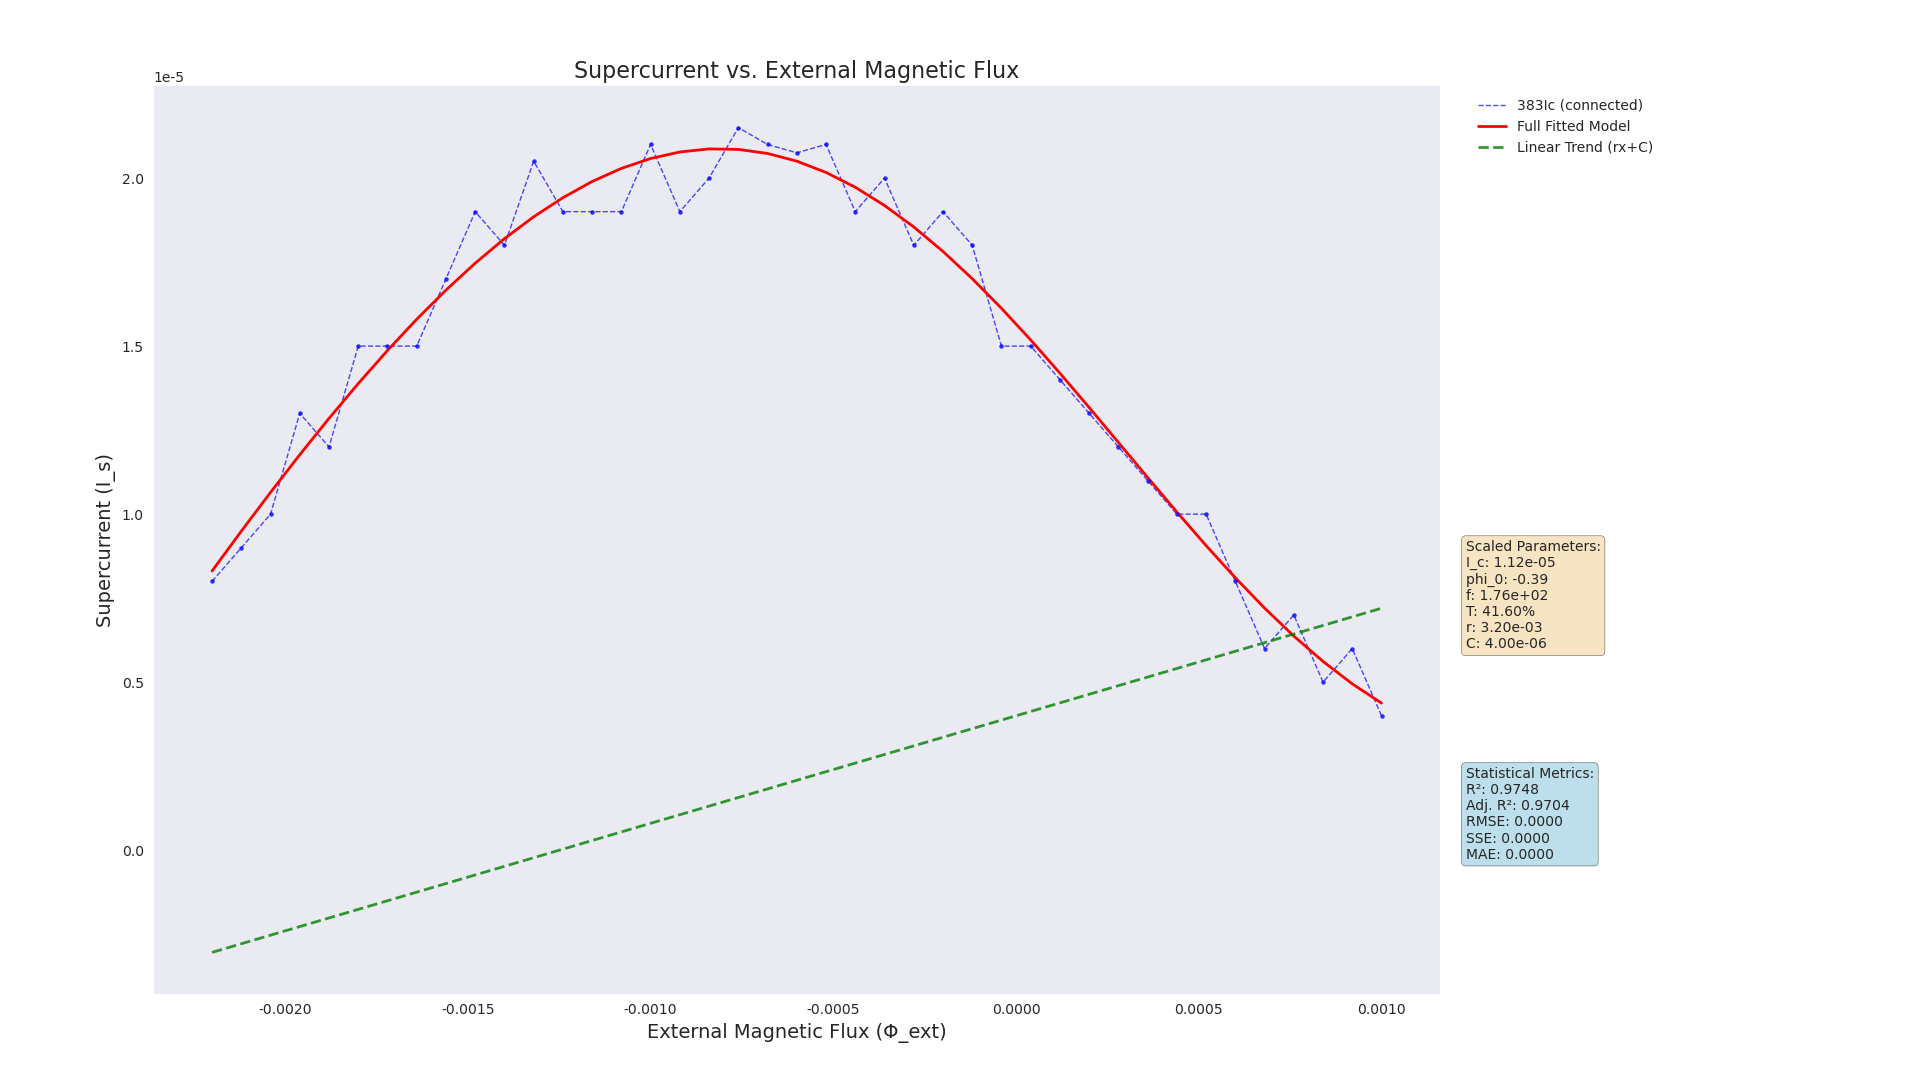 Supercurrent vs. External Magnetic Flux
1e-5
2.0
1.5
1.0
0.5
0.0
Supercurrent (I_s)
-0.0020
-0.0015
-0.0010
-0.0005
0.0000
0.0005
0.0010
External Magnetic Flux (Φ_ext)
383Ic (connected)
Full Fitted Model
Linear Trend (rx+C)
Scaled Parameters:
I_c: 1.12e-05
phi_0: -0.39
f: 1.76e+02
T: 41.60%
r: 3.20e-03
C: 4.00e-06
Statistical Metrics:
R²: 0.9748
Adj. R²: 0.9704
RMSE: 0.0000
SSE: 0.0000
MAE: 0.0000